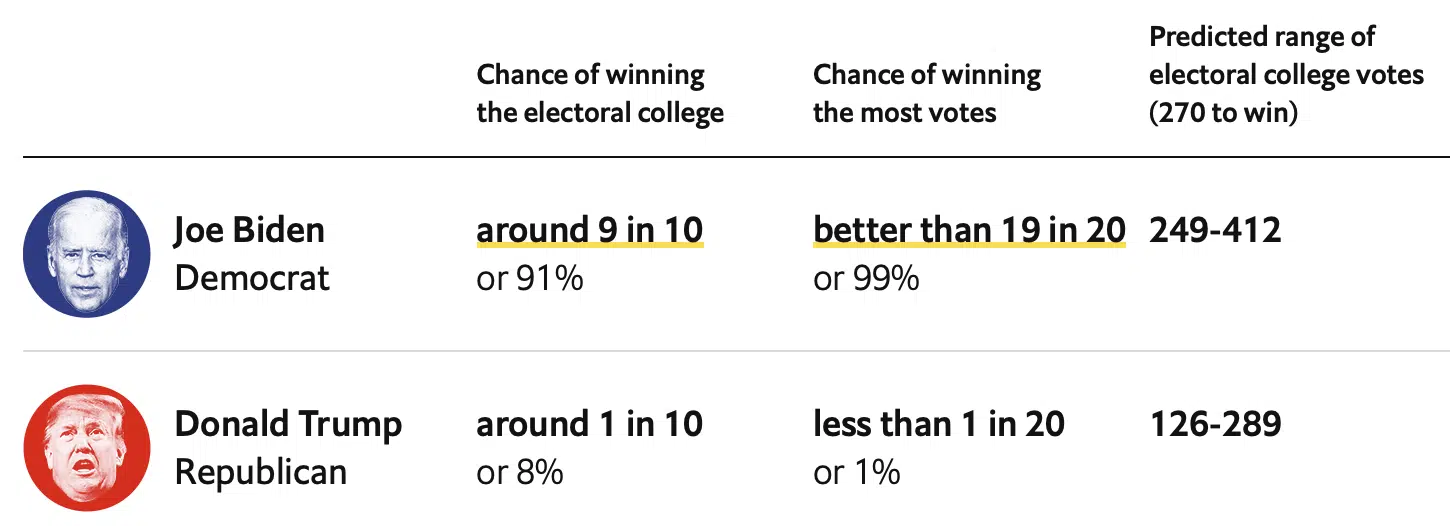 Chance of winning
the electoral college
Chance of winning
the most votes
Predicted range of
electoral college votes
(270 to win)
Joe Biden
Democrat
around 9 in 10
or 91%
better than 19 in 20
or 99%
249-412
Donald Trump
Republican
around 1 in 10
or 8%
less than 1 in 20
or 1%
126-289